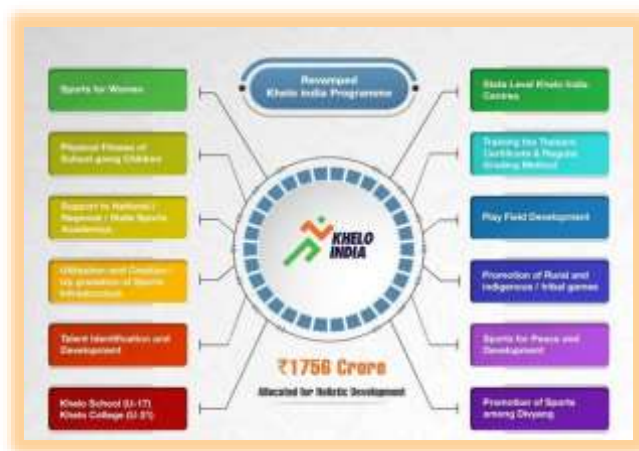 Revamped
Khelo India Programme
Sports for Women
Physical Fitness of
School going Children
Support to National /
Regional / State Sports
Academies
Utilisation and Creation /
Up gradation of Sports
Infrastructure
Talent Identification and
Development
Khelo School (U-17)
Khelo College (U-21)
KHELO
INDIA
₹1756 Crore
Allocated for Holistic Development
State Level Khelo India
Centres
Training the Trainers
Certificate & Regular
Grading Method
Play Field Development
Promotion of Rural and
indigenous / tribal games
Sports for Peace and
Development
Promotion of Sports
among Divyang